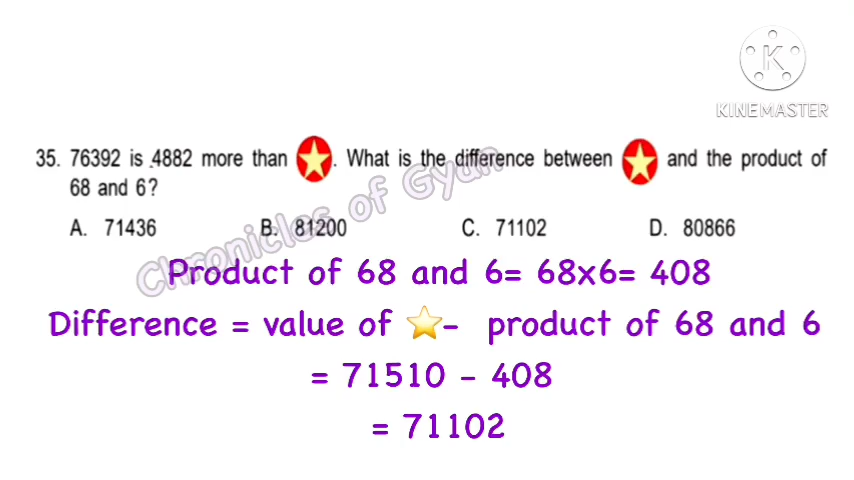 KINEMASTER
35. 76392 is 4882 more than . What is the difference between and the product of
68 and 6?
A. 71436 B. 81200 C. 71102 D. 80866
Chronicles of Gyan
Product of 68 and 6= 68x6= 408
Difference = value of ⭐- product of 68 and 6
= 71510 - 408
= 71102